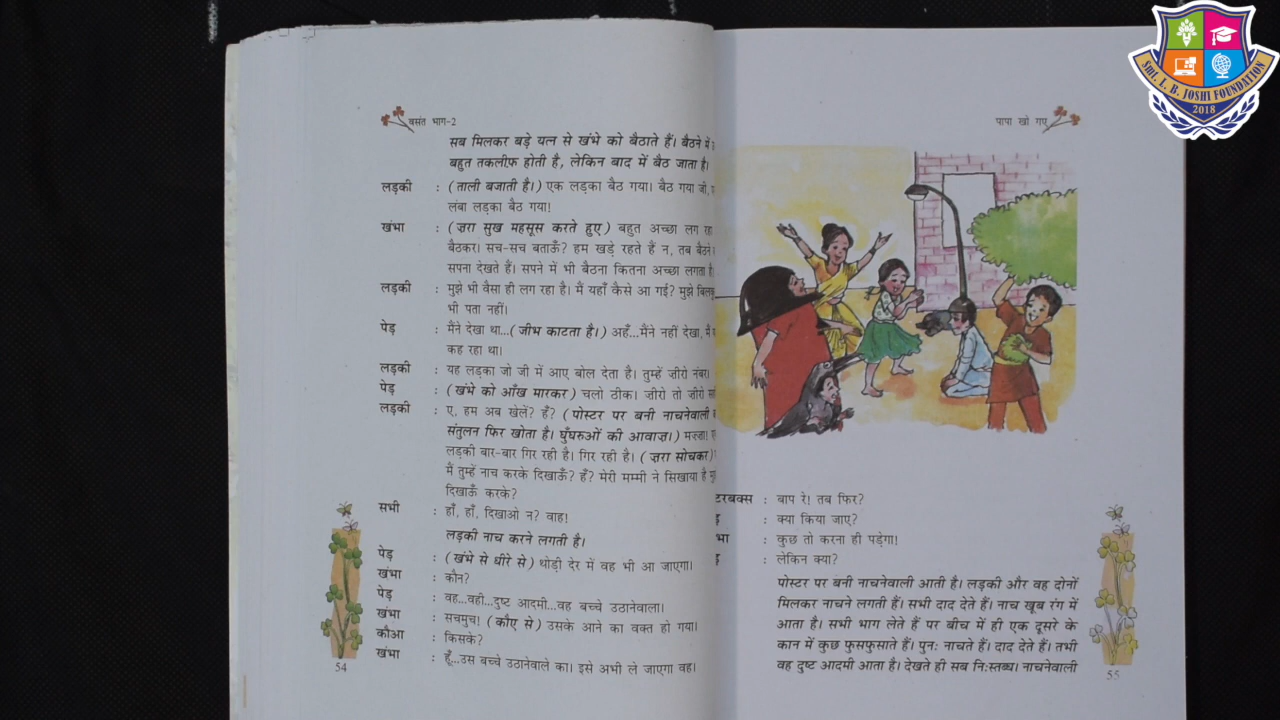 वसंत भाग-2
सब मिलकर बड़े यत्न से खंभे को बैठाते हैं। बैठने में
बहुत तकलीफ़ होती है, लेकिन बाद में बैठ जाता है।
लड़की : (ताली बजाती है।) एक लड़का बैठ गया। बैठ गया जी,
लंबा लड़का बैठ गया!
खंभा : (ज़रा सुख महसूस करते हुए) बहुत अच्छा लग रहा
बैठकर। सच-सच बताऊँ? हम खड़े रहते हैं न, तब बैठने
सपना देखते हैं। सपने में भी बैठना कितना अच्छा लगता है
लड़की : मुझे भी वैसा ही लग रहा है। मैं यहाँ कैसे आ गई? मुझे
भी पता नहीं।
पेड़ : मैंने देखा था...(जीभ काटता है।) अहँ...मैंने नहीं देखा, मैं
कह रहा था।
लड़की : यह लड़का जो जी में आए बोल देता है। तुम्हें जीरो नंबर।
पेड़ : (खंभे को आँख मारकर) चलो ठीक। जीरो तो जीरो
लड़की : ए, हम अब खेलें? हँ? (पोस्टर पर बनी नाचनेवाली
संतुलन फिर खोता है। घुँघरुओं की आवाज़।) मज्जा!
लड़की बार-बार गिर रही है। गिर रही है। (ज़रा सोचकर)
मैं तुम्हें नाच करके दिखाऊँ? हँ? मेरी मम्मी ने सिखाया है
दिखाऊँ करके?
सभी : हाँ, हाँ, दिखाओ न? वाह!
लड़की नाच करने लगती है।
पेड़ : (खंभे से धीरे से) थोड़ी देर में वह भी आ जाएगा।
खंभा : कौन?
पेड़ : वह...वही...दुष्ट आदमी...वह बच्चे उठानेवाला।
खंभा : सचमुच! (कौए से) उसके आने का वक्त हो गया।
कौआ : किसके?
खंभा : हूँ...उस बच्चे उठानेवाले का। इसे अभी ले जाएगा वह।
54
पापा खो गए
टरबक्स : बाप रे! तब फिर?
: क्या किया जाए?
भा : कुछ तो करना ही पड़ेगा!
: लेकिन क्या?
पोस्टर पर बनी नाचनेवाली आती है। लड़की और वह दोनों
मिलकर नाचने लगती हैं। सभी दाद देते हैं। नाच खूब रंग में
आता है। सभी भाग लेते हैं पर बीच में ही एक दूसरे के
कान में कुछ फुसफुसाते हैं। पुनः नाचते हैं। दाद देते हैं। तभी
वह दुष्ट आदमी आता है। देखते ही सब निःस्तब्ध। नाचनेवाली
55
Smt. L. B. JOSHI FOUNDATION
2018